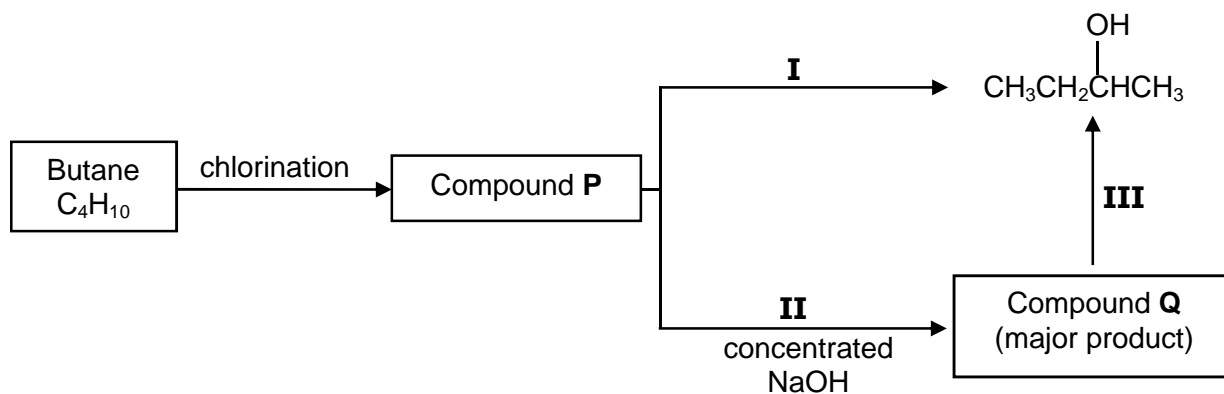 OH
I
CH₃CH₂CHCH₃
Butane
C₄H₁₀
chlorination
Compound P
III
II
concentrated
NaOH
Compound Q
(major product)